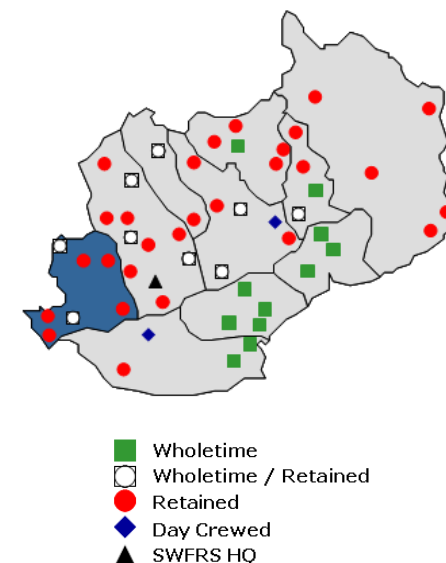 Wholetime
Wholetime / Retained
Retained
Day Crewed
SWFRS HQ